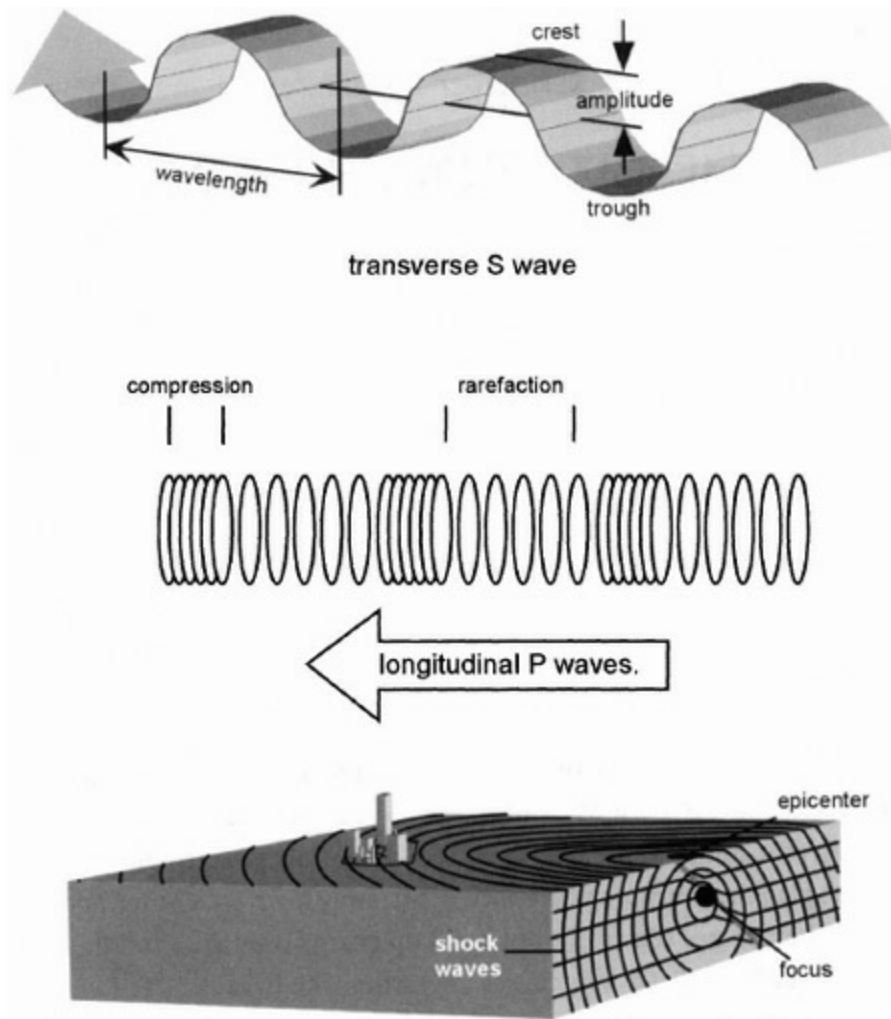 crest
amplitude
wavelength
trough
transverse S wave
compression
rarefaction
longitudinal P waves.
epicenter
shock
waves
focus